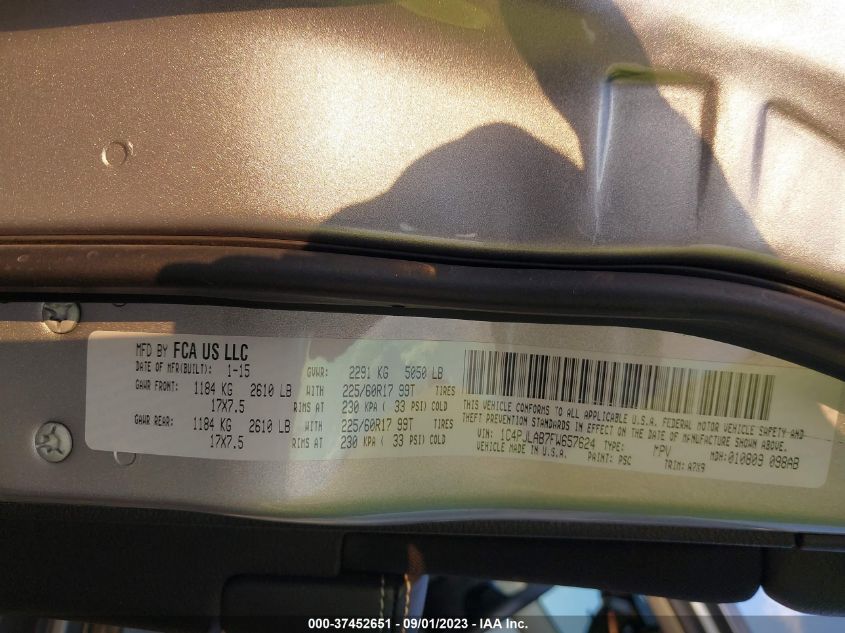 MFD BY FCA US LLC
DATE OF MFR(BUILT): 1-15 GVWR: 2291 KG 5050 LB
GAWR FRONT: 1184 KG 2610 LB WITH 225/60R17 99T TIRES
17X7.5 RIMS AT 230 KPA ( 33 PSI) COLD
GAWR REAR: 1184 KG 2610 LB WITH 225/60R17 99T TIRES
17X7.5 RIMS AT 230 KPA ( 33 PSI) COLD
THIS VEHICLE CONFORMS TO ALL APPLICABLE U.S.A. FEDERAL MOTOR VEHICLE SAFETY AND
THEFT PREVENTION STANDARDS IN EFFECT ON THE DATE OF MANUFACTURE SHOWN ABOVE.
VIN: 1C4PJLAB7FW657624 TYPE: MPV MDH: 010809 098AB
VEHICLE MADE IN U.S.A. PAINT: PSC TRIM: A7X9
000-37452651 - 09/01/2023 - IAA Inc.